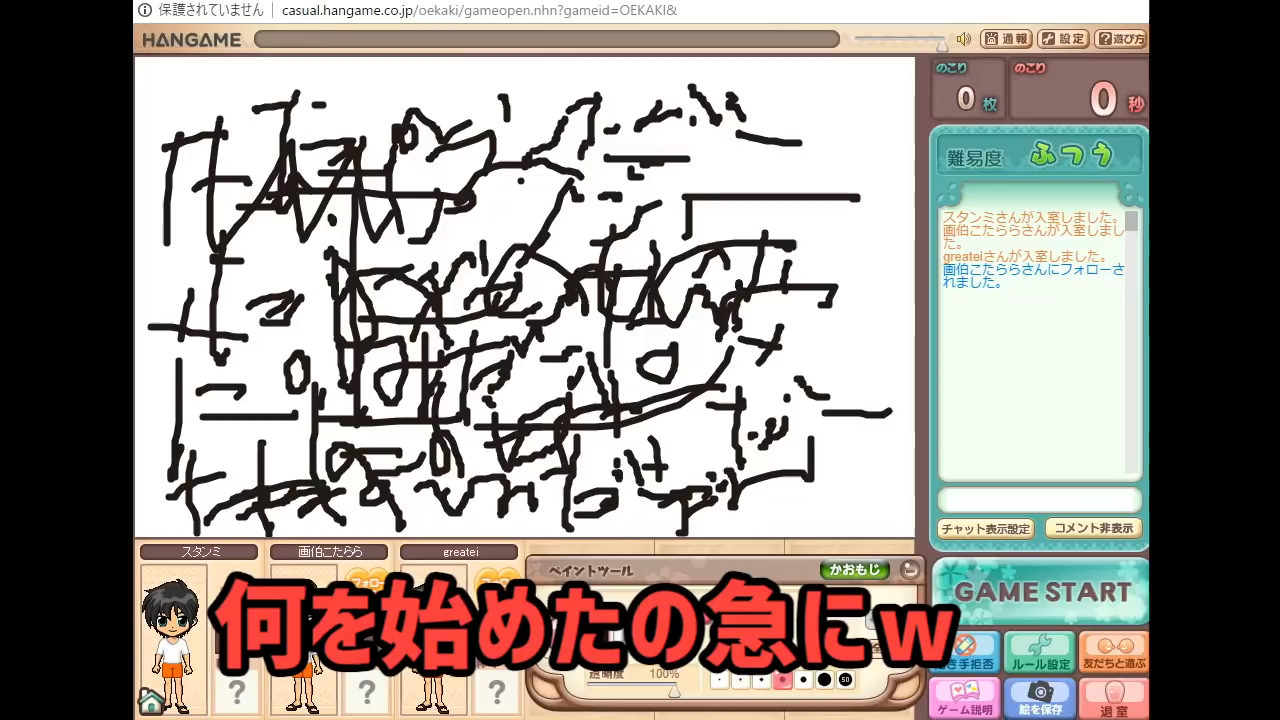 保護されていません
casual.hangame.co.jp/oekaki/gameopen.nhn?gameid=OEKAKI&
HANGAME
通報
設定
遊び方
のこり
0枚
のこり
0秒
難易度 ふつう
スタンミさんが入室しました。
画伯こたららさんが入室しまし
た。
greateiさんが入室しました。
画伯こたららさんにフォローさ
れました。
チャット表示設定
コメント非表示
スタンミ
画伯こたらら
greatei
ペイントツール
かおもじ
GAME START
フォロー
何を始めたの急にw
?
?
?
透明度
100%
50
き手拒否
ルール設定
友だちと遊ぶ
ゲーム説明
絵を保存
退室